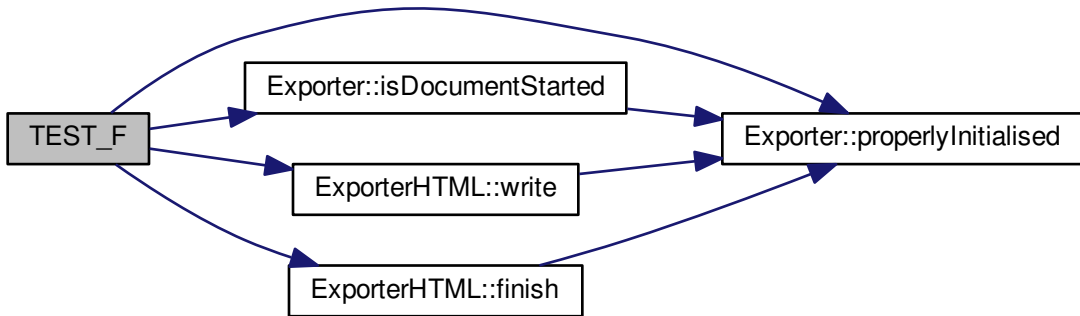 Exporter::isDocumentStarted
TEST_F
Exporter::properlyInitialised
ExporterHTML::write
ExporterHTML::finish